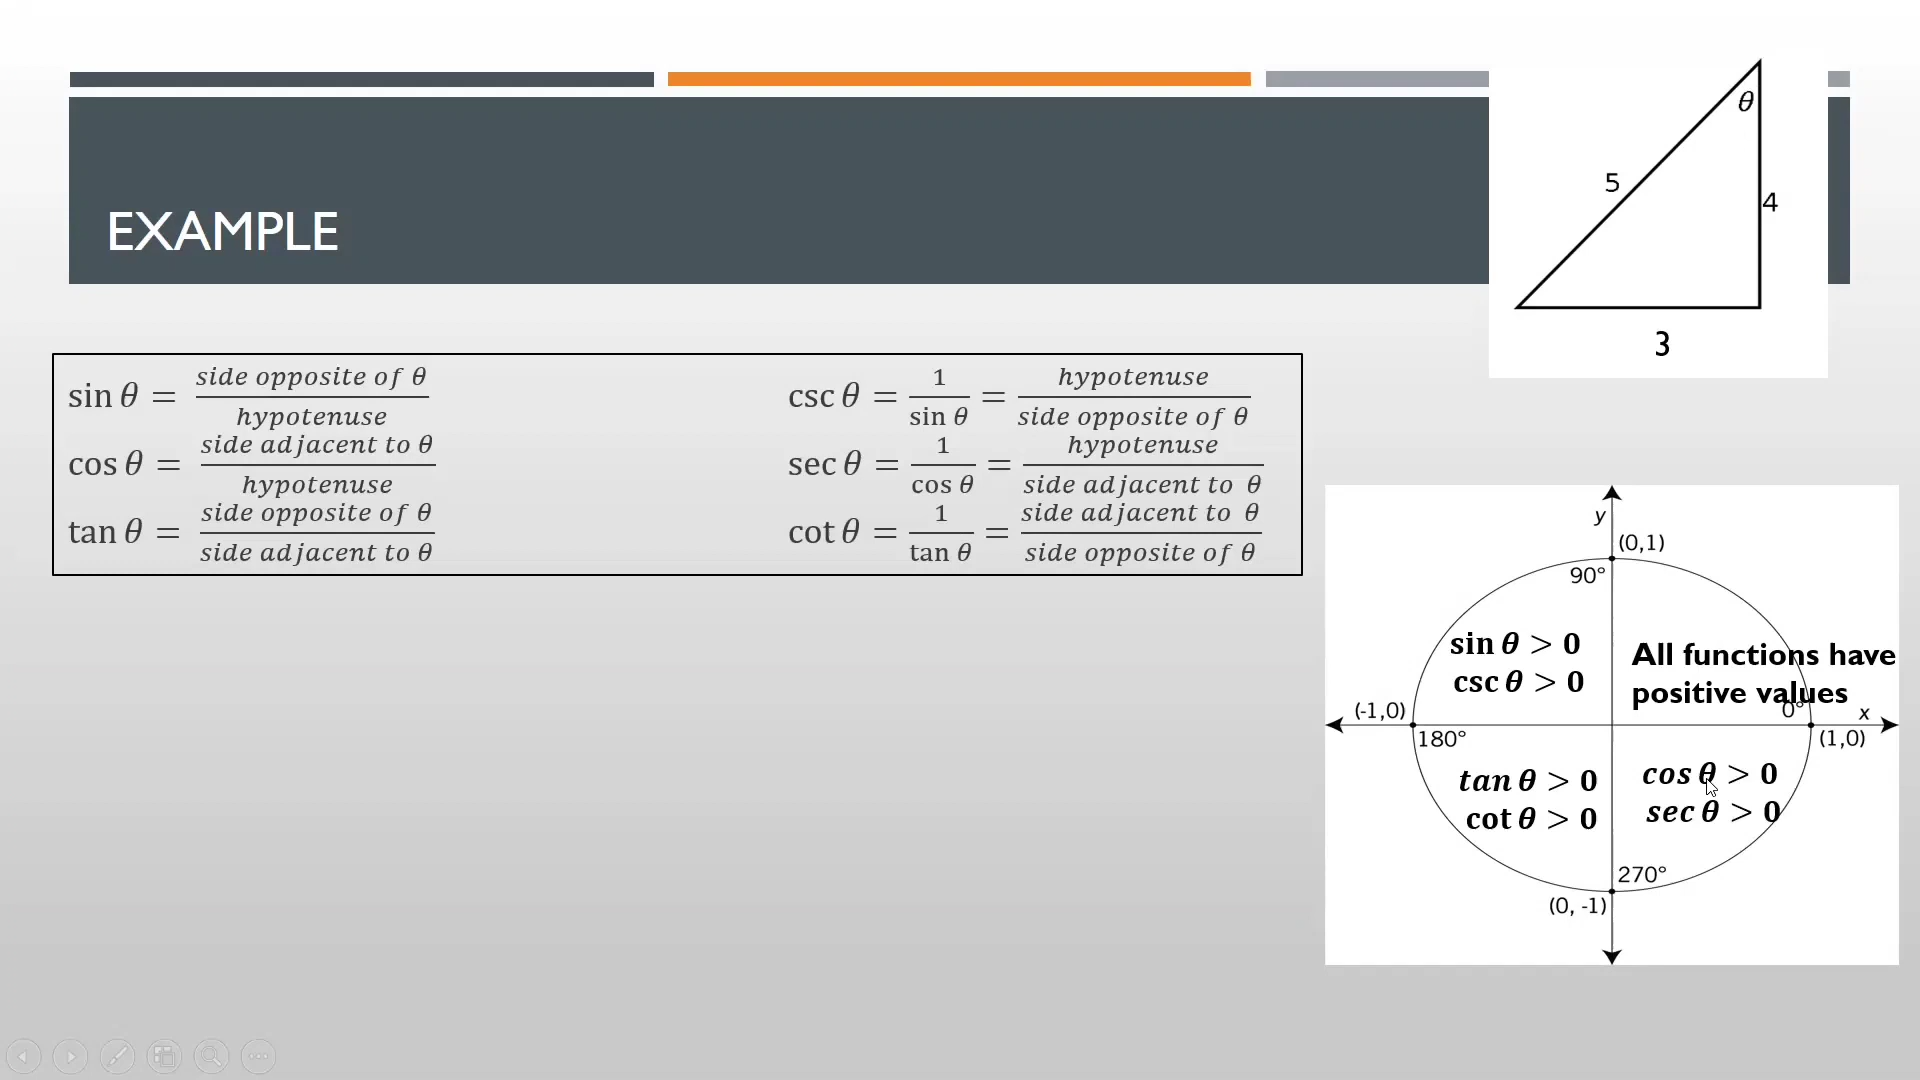 EXAMPLE
θ
5
4
3
sin θ = side opposite of θ / hypotenuse
cos θ = side adjacent to θ / hypotenuse
tan θ = side opposite of θ / side adjacent to θ
csc θ = 1 / sin θ = hypotenuse / side opposite of θ
sec θ = 1 / cos θ = hypotenuse / side adjacent to θ
cot θ = 1 / tan θ = side adjacent to θ / side opposite of θ
y
(0,1)
90°
sin θ > 0
csc θ > 0
All functions have
positive values
(-1,0)
0°
x
180°
(1,0)
tan θ > 0
cot θ > 0
cos θ > 0
sec θ > 0
270°
(0, -1)